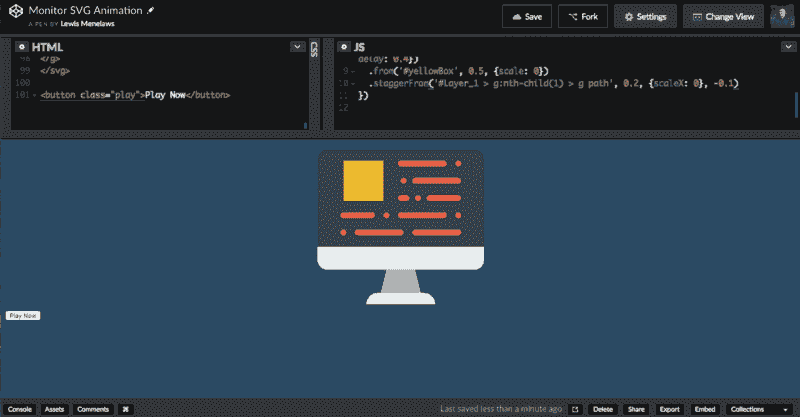 Monitor SVG Animation
A PEN BY Lewis Menelaws
Save
Fork
Settings
Change View
HTML
98 </g>
99 </svg>
100
101 <button class="play">Play Now</button>
CSS
JS
delay: 0.4})
9 .from('#yellowBox', 0.5, {scale: 0})
10 .staggerFrom('#Layer_1 > g:nth-child(1) > g path', 0.2, {scaleX: 0}, -0.1)
11 })
12
Play Now
Console
Assets
Comments
⌘
Last saved less than a minute ago
Delete
Share
Export
Embed
Collections